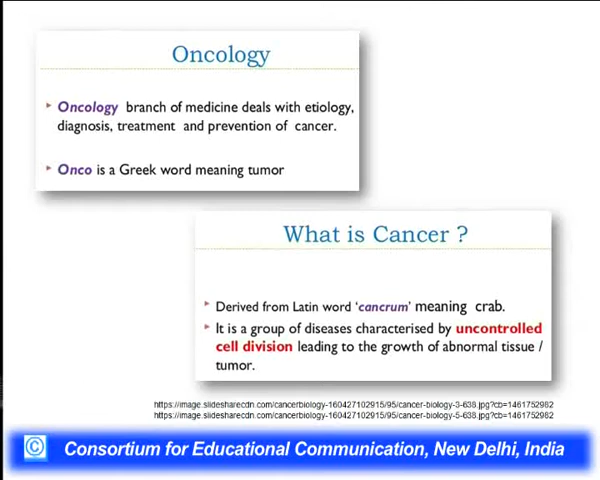 Oncology
Oncology branch of medicine deals with etiology,
diagnosis, treatment and prevention of cancer.
Onco is a Greek word meaning tumor
What is Cancer ?
Derived from Latin word ‘cancrum’ meaning crab.
It is a group of diseases characterised by uncontrolled
cell division leading to the growth of abnormal tissue /
tumor.
https://image.slidesharecdn.com/cancerbiology-160427102915/95/cancer-biology-3-638.jpg?cb=1461752982
https://image.slidesharecdn.com/cancerbiology-160427102915/95/cancer-biology-5-638.jpg?cb=1461752982
© Consortium for Educational Communication, New Delhi, India